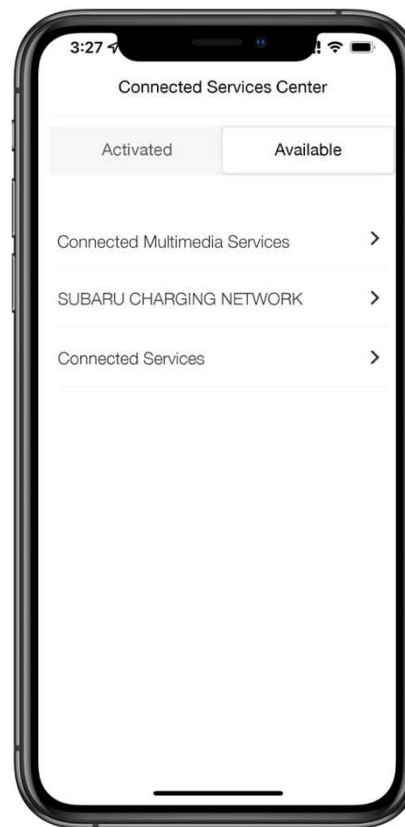 3:27
Connected Services Center
Activated
Available
Connected Multimedia Services
SUBARU CHARGING NETWORK
Connected Services